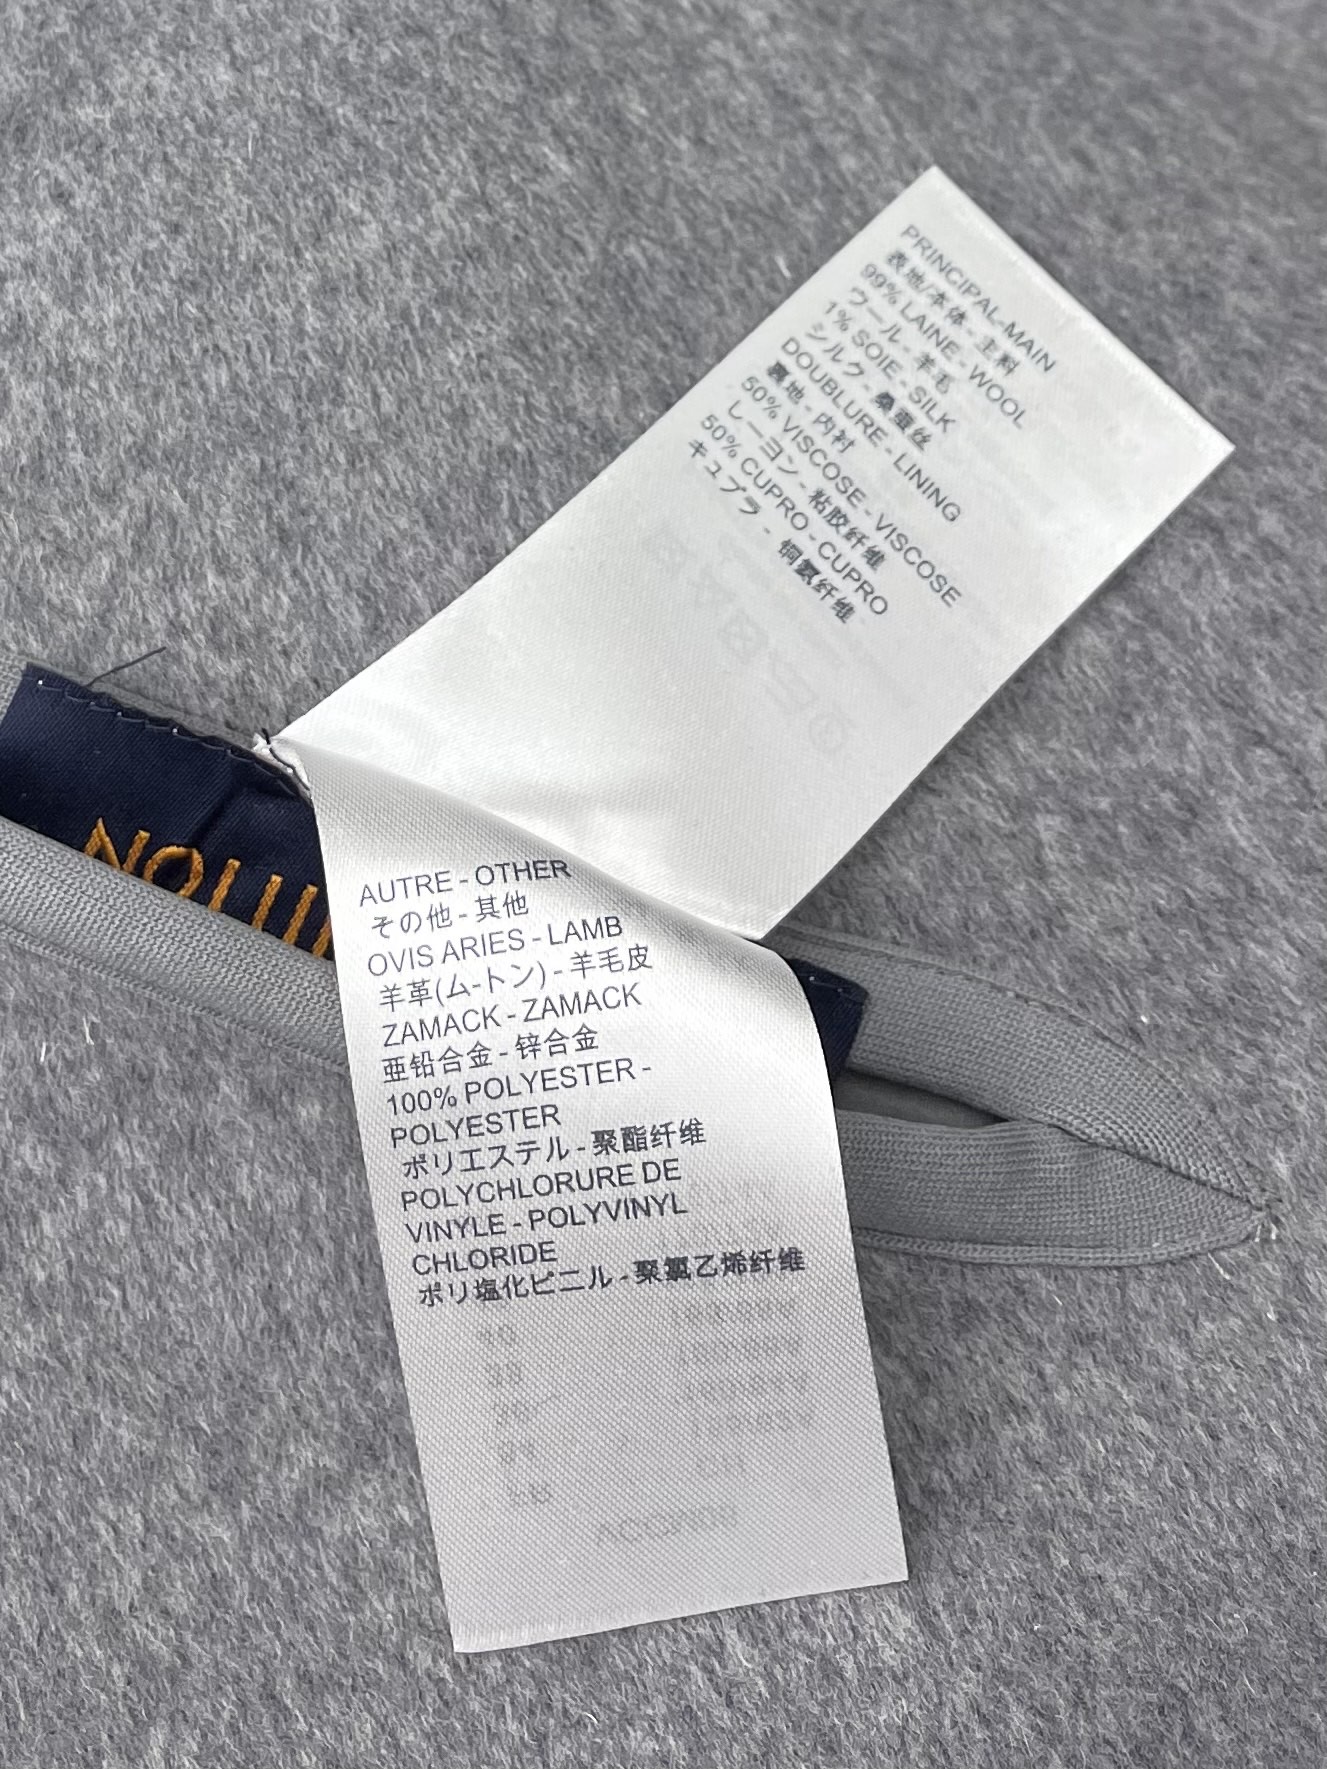 PRINCIPAL-MAIN
表地/本体 - 主料
99% LAINE - WOOL
ウール - 羊毛
1% SOIE - SILK
シルク - 桑蚕丝
DOUBLURE - LINING
裏地 - 内衬
50% VISCOSE - VISCOSE
レーヨン - 粘胶纤维
50% CUPRO - CUPRO
キュプラ - 铜氨纤维
AUTRE - OTHER
その他 - 其他
OVIS ARIES - LAMB
羊革(ム-トン) - 羊毛皮
ZAMACK - ZAMACK
亜鉛合金 - 锌合金
100% POLYESTER -
POLYESTER
ポリエステル - 聚酯纤维
POLYCHLORURE DE
VINYLE - POLYVINYL
CHLORIDE
ポリ塩化ビニル - 聚氯乙烯纤维